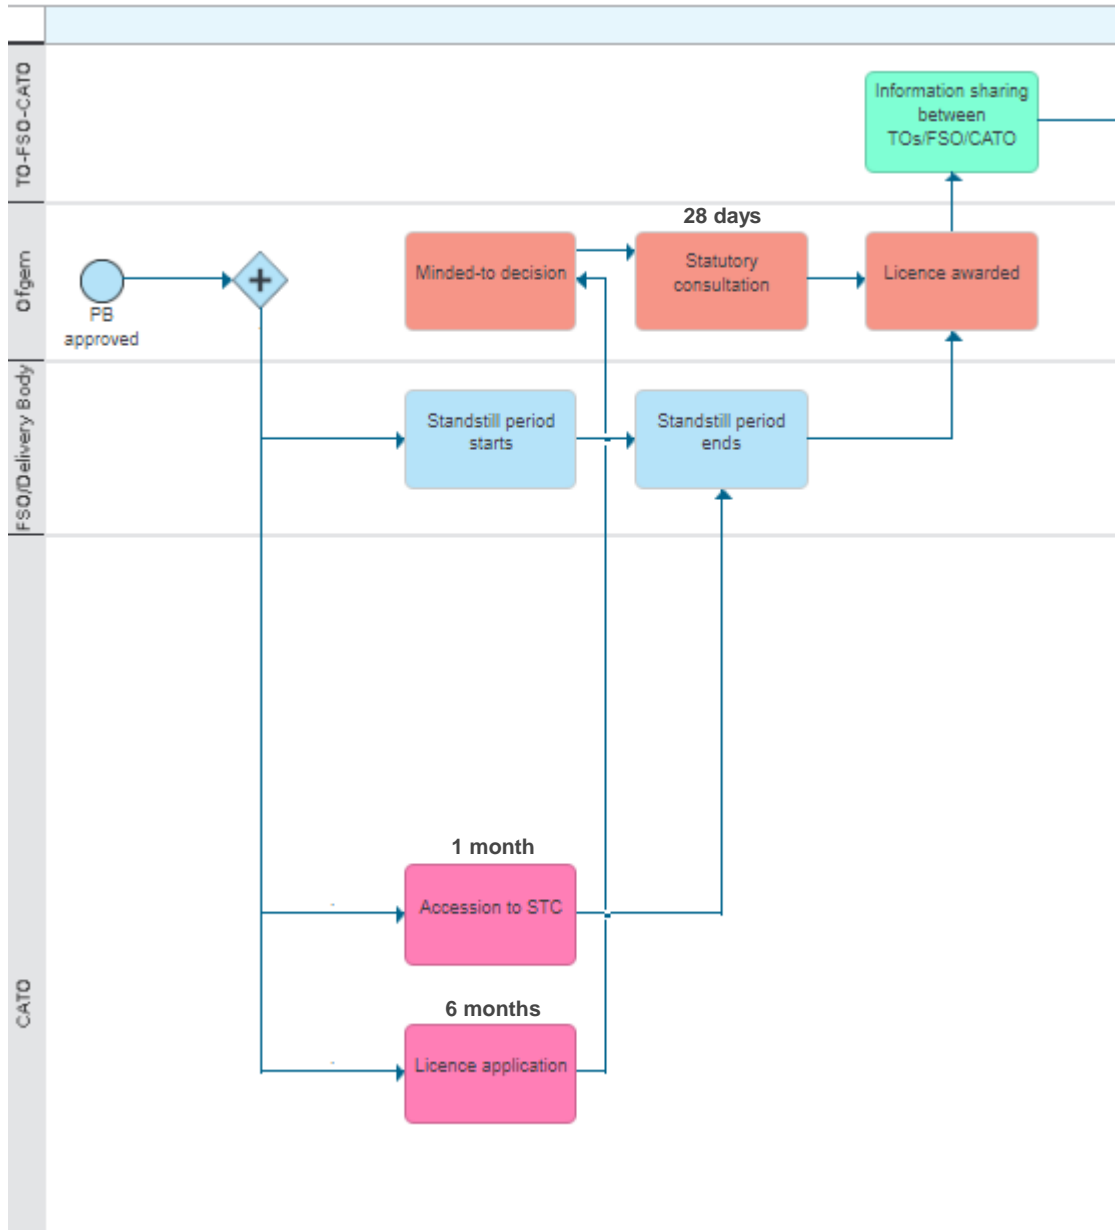 TO-FSO-CATO
Information sharing
between
TOs/FSO/CATO
Ofgem
PB
approved
Minded-to decision
28 days
Statutory
consultation
Licence awarded
FSO/Delivery Body
Standstill period
starts
Standstill period
ends
CATO
1 month
Accession to STC
6 months
Licence application